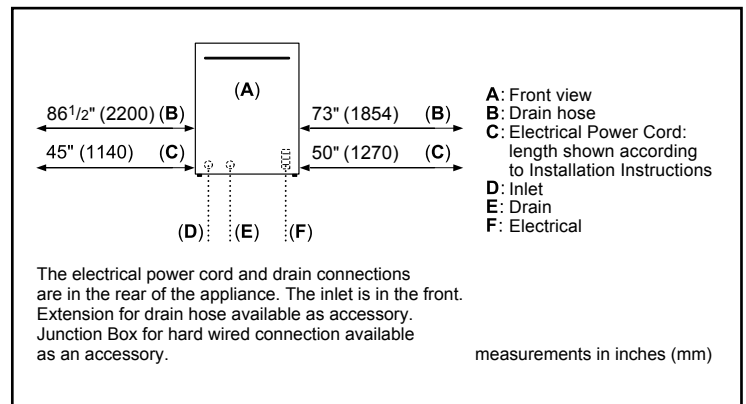 (A)
86 1/2" (2200) (B)
73" (1854) (B)
45" (1140) (C)
50" (1270) (C)
(D)
(E)
(F)
A: Front view
B: Drain hose
C: Electrical Power Cord:
length shown according
to Installation Instructions
D: Inlet
E: Drain
F: Electrical
The electrical power cord and drain connections
are in the rear of the appliance. The inlet is in the front.
Extension for drain hose available as accessory.
Junction Box for hard wired connection available
as an accessory.
measurements in inches (mm)